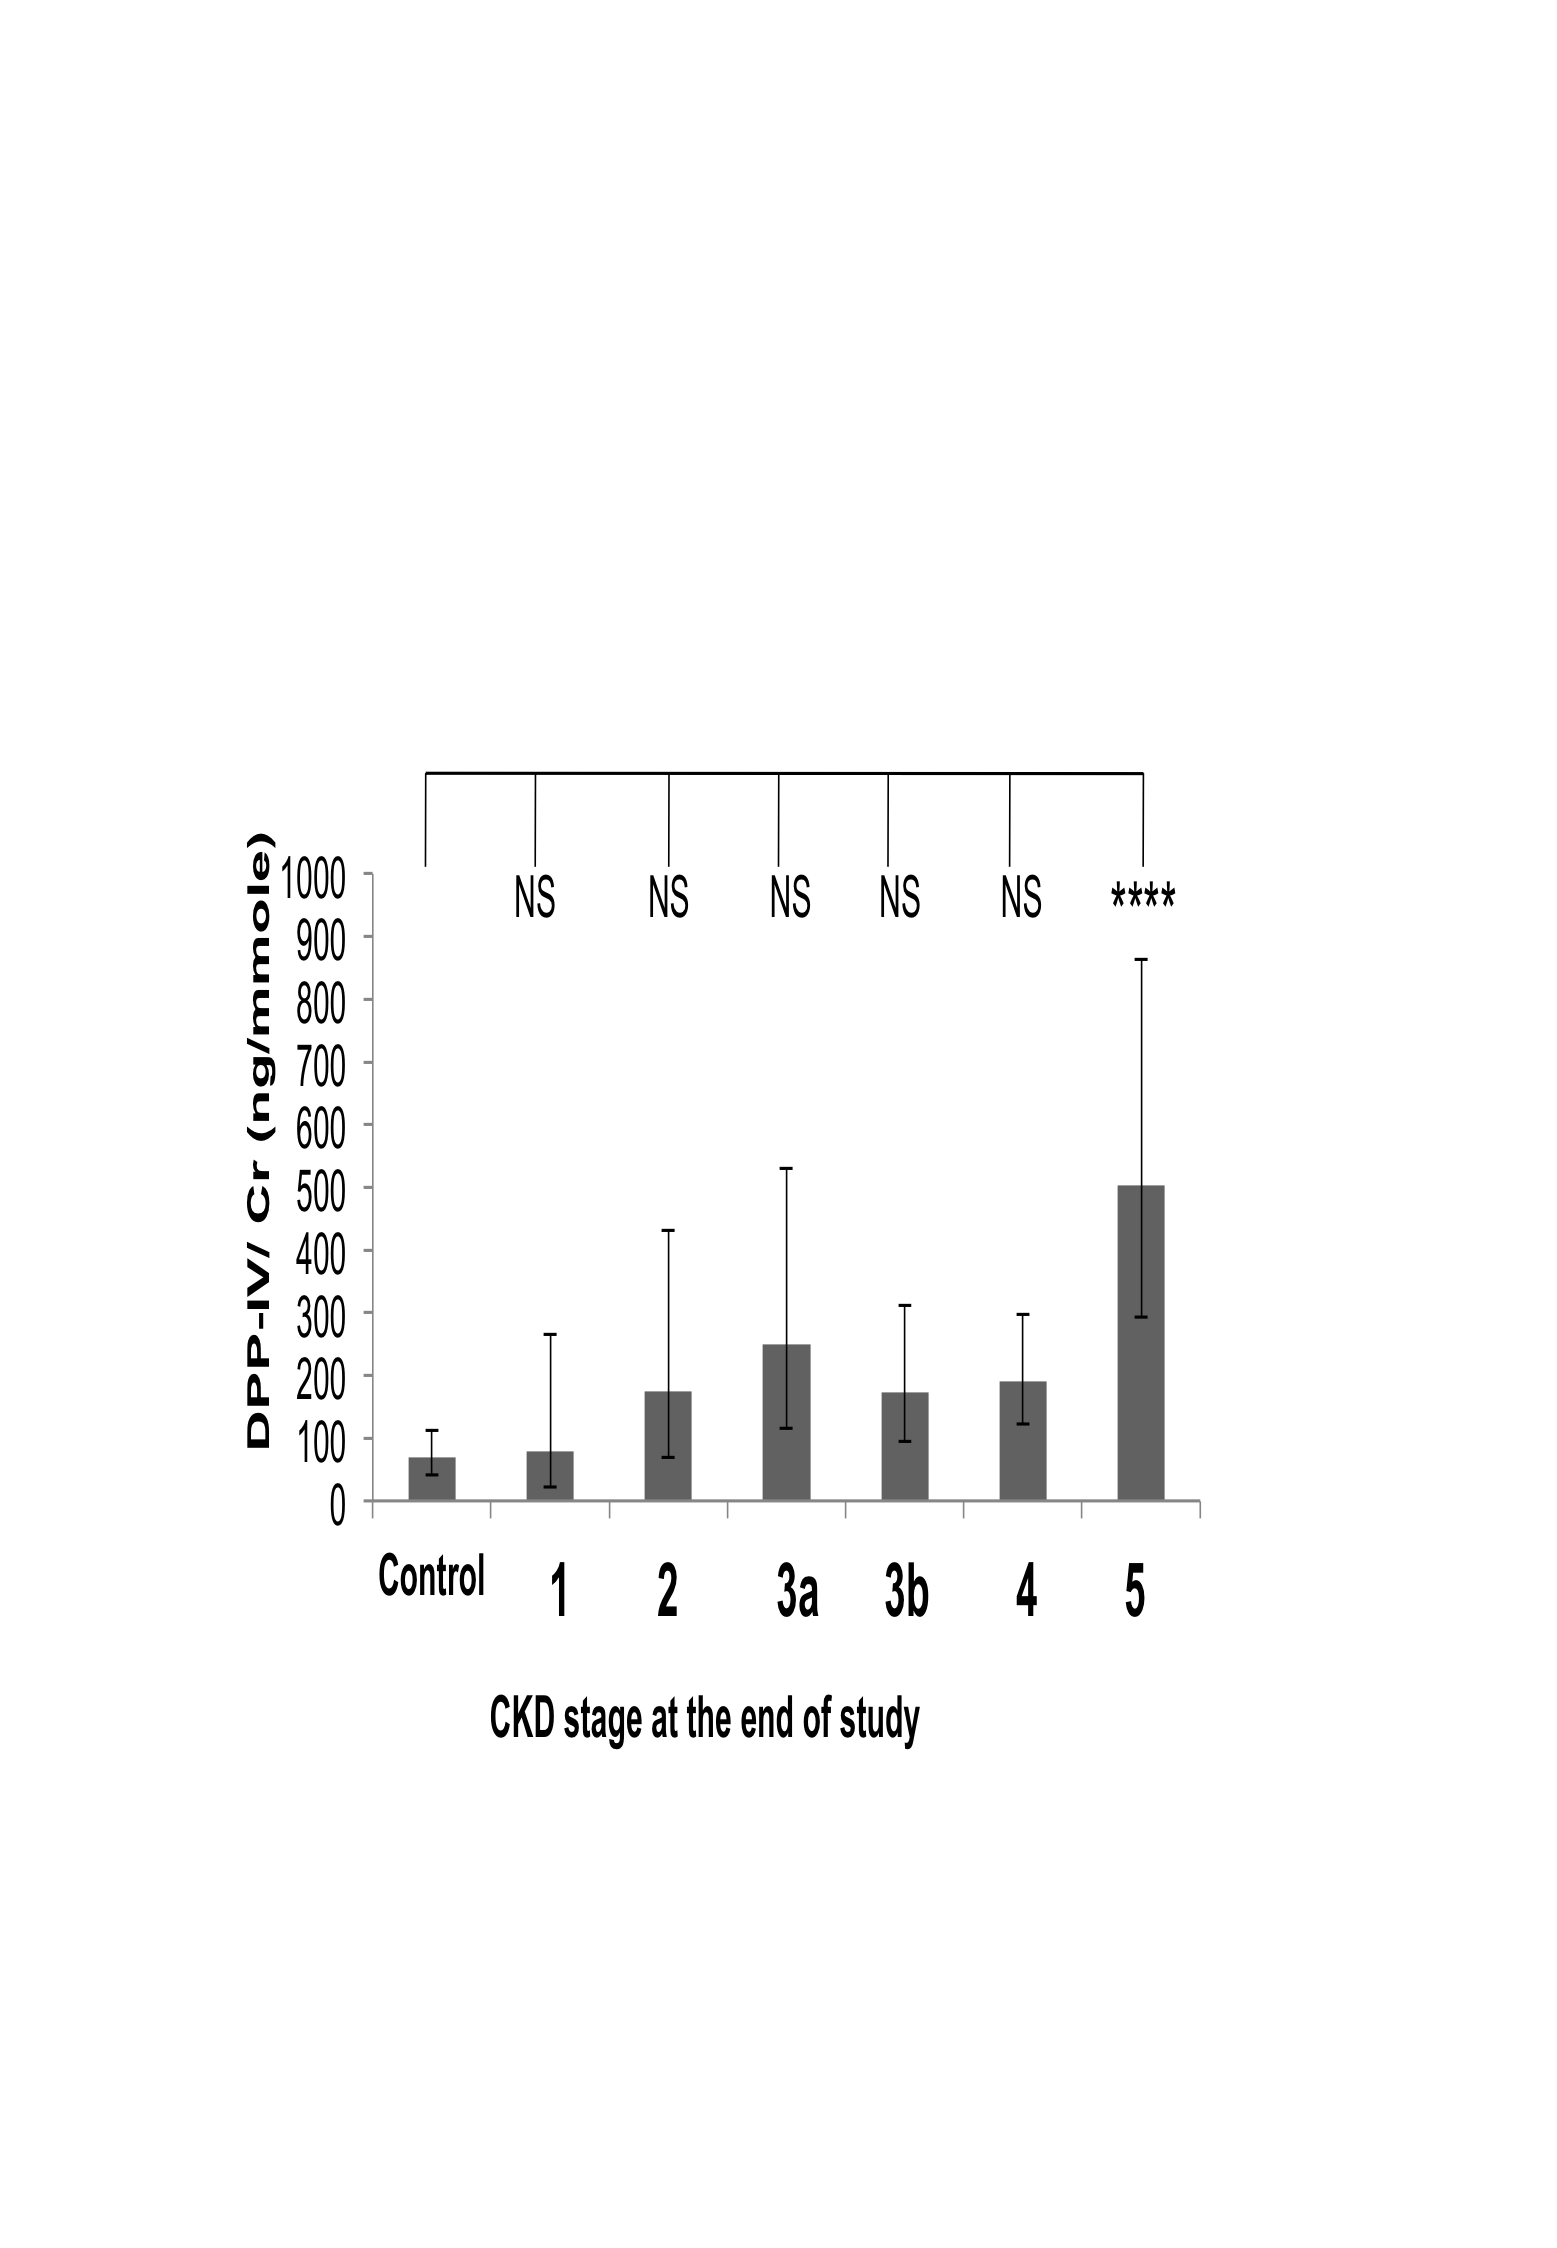 NS NS NS NS NS ****
DPP-IV/ Cr (ng/mmole)
1000
900
800
700
600
500
400
300
200
100
0
Control 1 2 3a 3b 4 5
CKD stage at the end of study